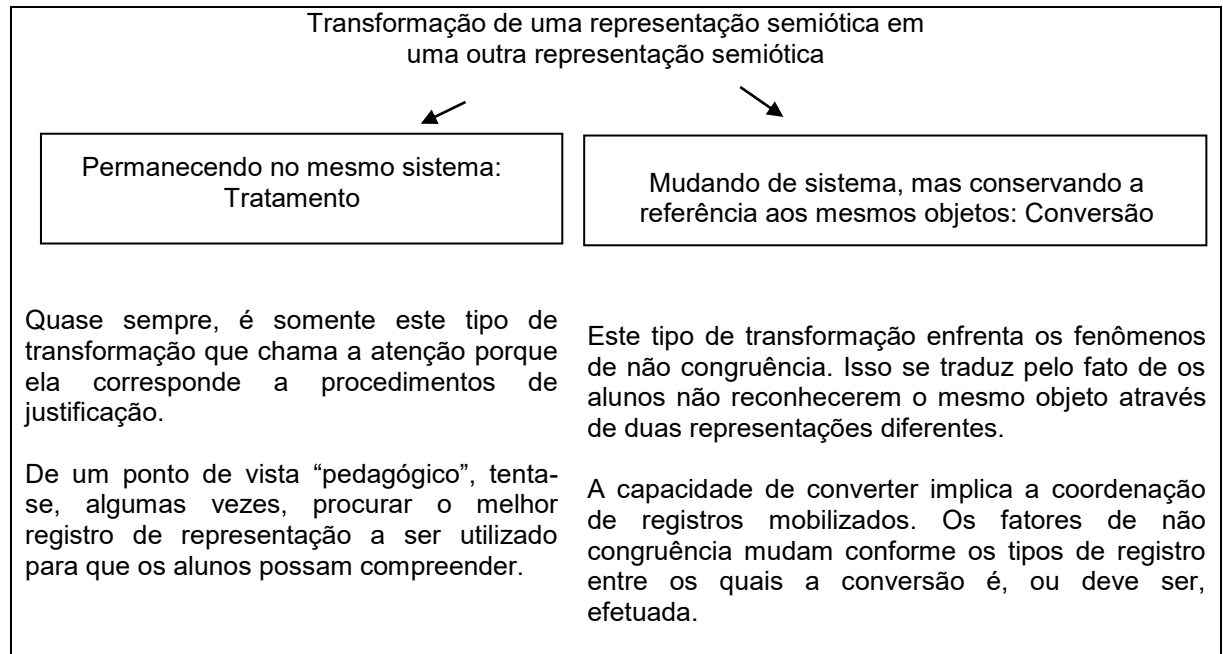 Transformação de uma representação semiótica em
uma outra representação semiótica
Permanecendo no mesmo sistema:
Tratamento
Mudando de sistema, mas conservando a
referência aos mesmos objetos: Conversão
Quase sempre, é somente este tipo de
transformação que chama a atenção porque
ela corresponde a procedimentos de
justificação.
De um ponto de vista “pedagógico”, tenta-
se, algumas vezes, procurar o melhor
registro de representação a ser utilizado
para que os alunos possam compreender.
Este tipo de transformação enfrenta os fenômenos
de não congruência. Isso se traduz pelo fato de os
alunos não reconhecerem o mesmo objeto através
de duas representações diferentes.
A capacidade de converter implica a coordenação
de registros mobilizados. Os fatores de não
congruência mudam conforme os tipos de registro
entre os quais a conversão é, ou deve ser,
efetuada.